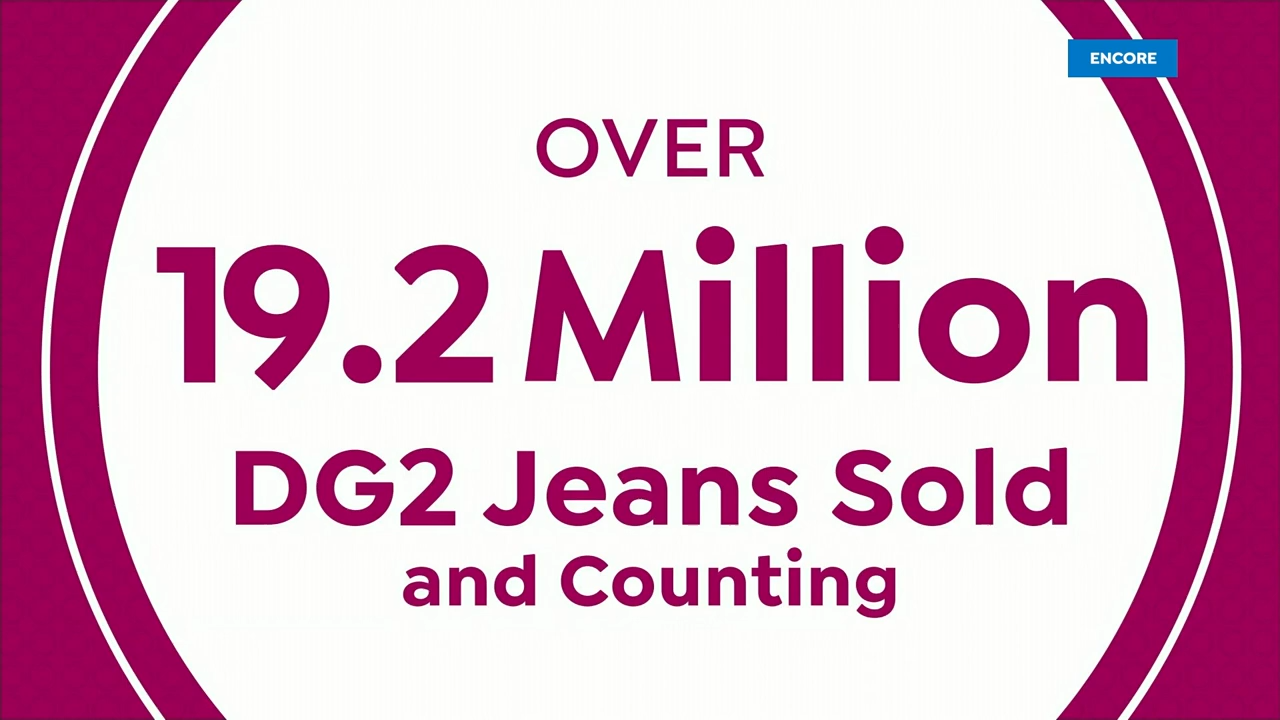 ENCORE
OVER
19.2 Million
DG2 Jeans Sold
and Counting